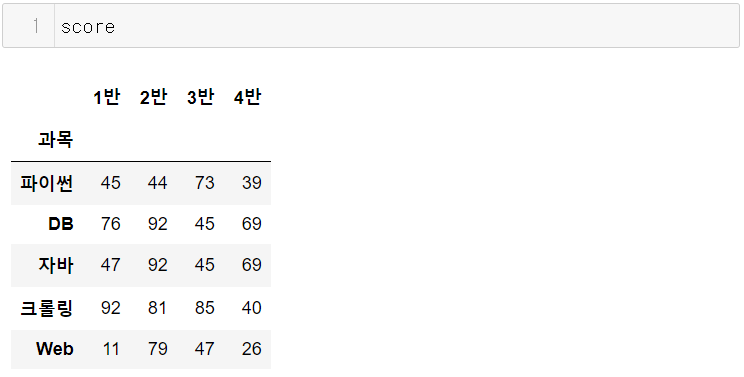 1 score
1반 2반 3반 4반
과목
파이썬 45 44 73 39
DB 76 92 45 69
자바 47 92 45 69
크롤링 92 81 85 40
Web 11 79 47 26